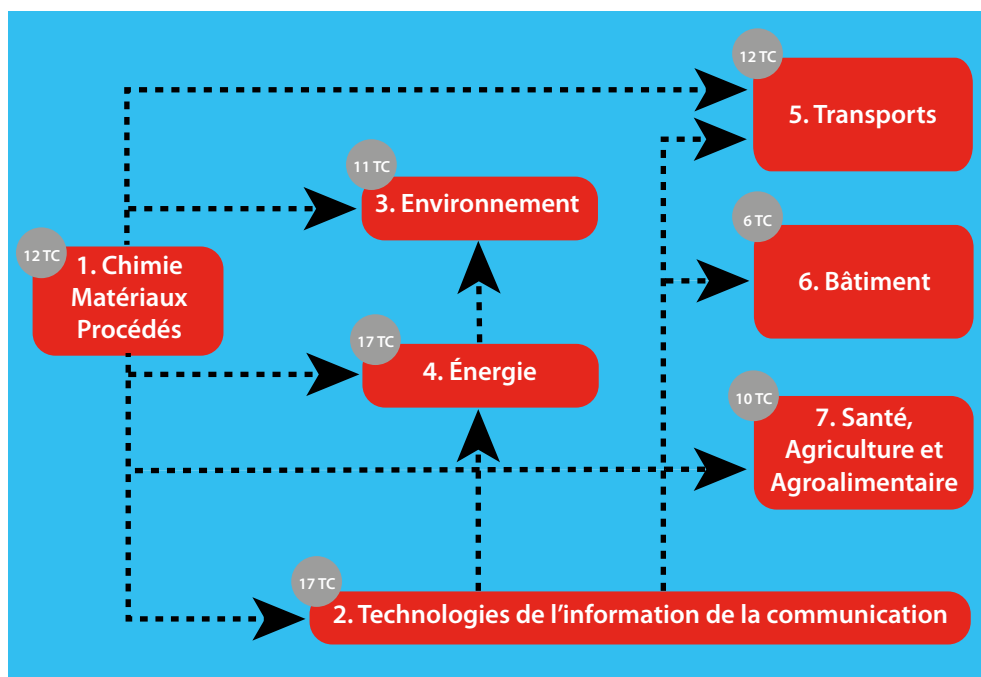 12 TC
5. Transports
11 TC
3. Environnement
6 TC
6. Bâtiment
12 TC
1. Chimie
Matériaux
Procédés
17 TC
4. Énergie
10 TC
7. Santé,
Agriculture et
Agroalimentaire
17 TC
2. Technologies de l'information de la communication